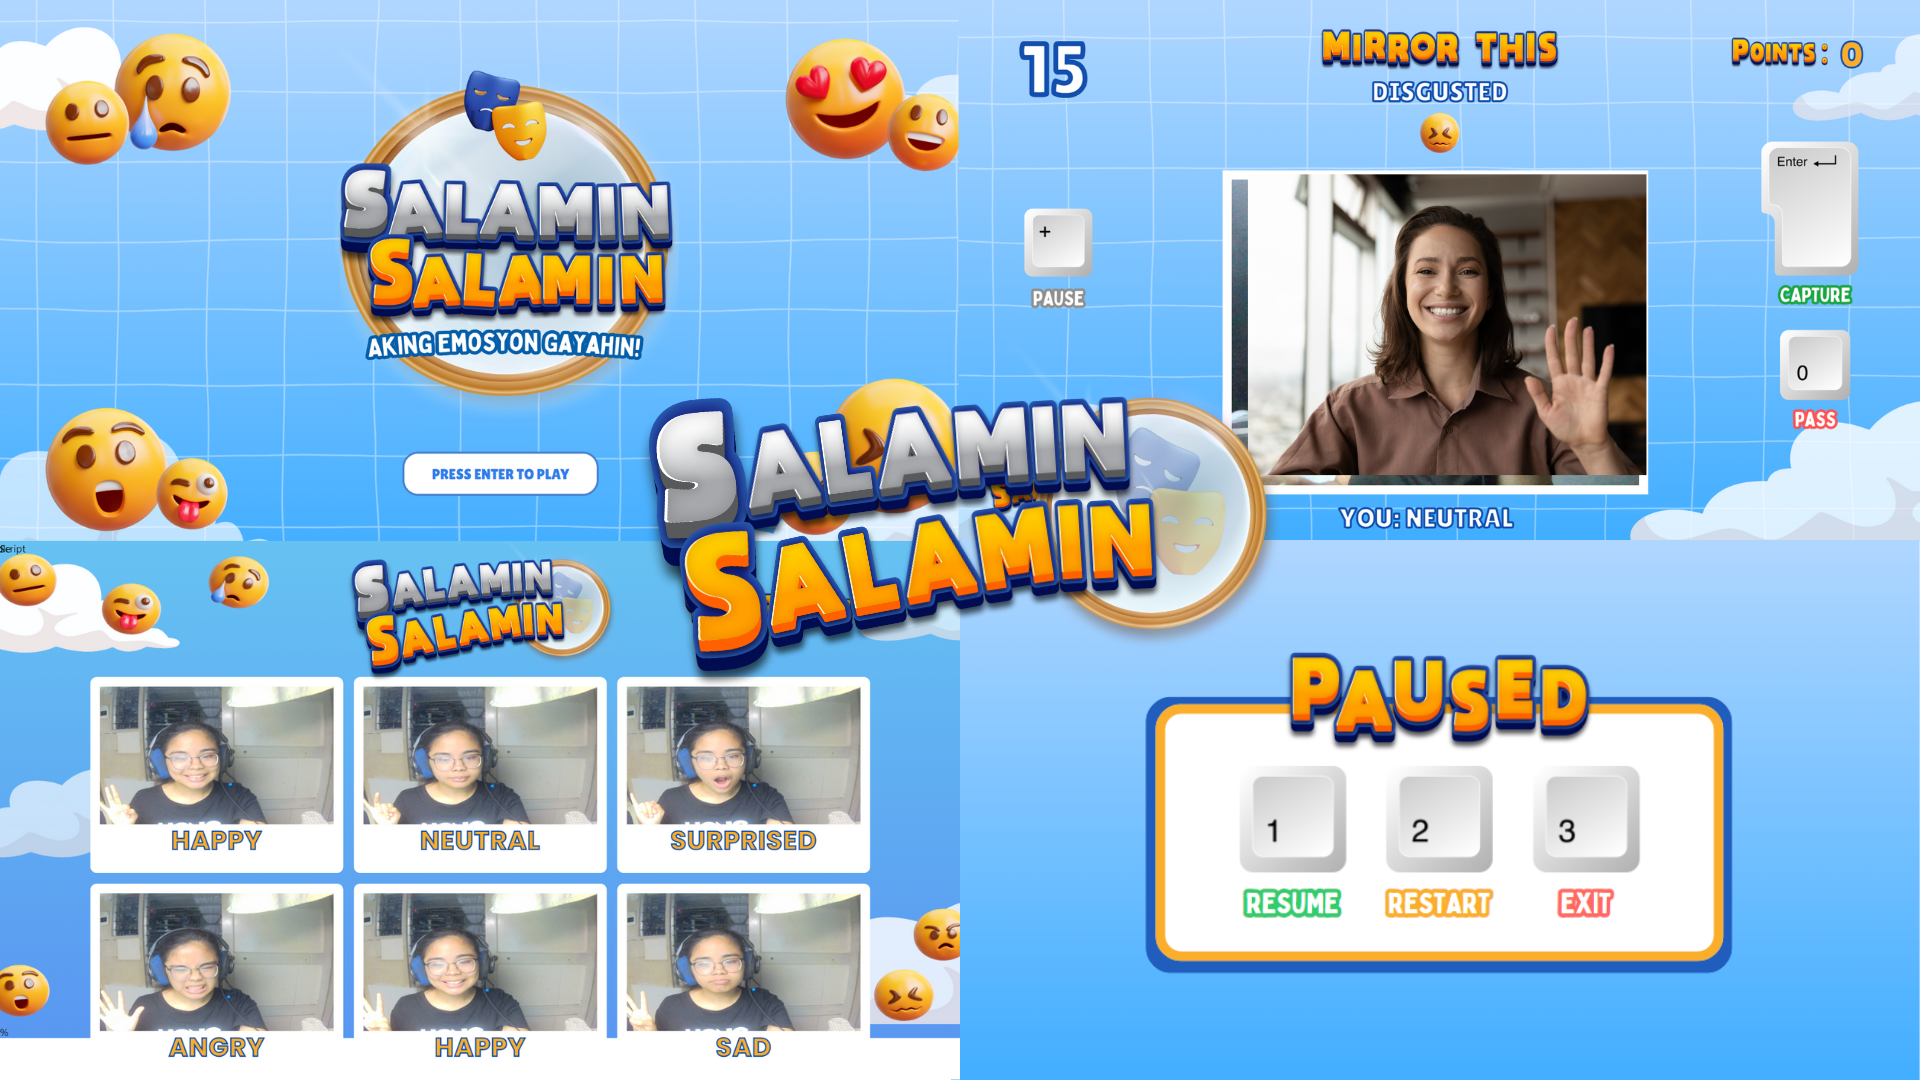 SALAMIN
SALAMIN
AKING EMOSYON GAYAHIN!
PRESS ENTER TO PLAY
15
MIRROR THIS
DISGUSTED
POINTS: 0
+
PAUSE
Enter
CAPTURE
0
PASS
YOU: NEUTRAL
SALAMIN
SALAMIN
SALAMIN
SALAMIN
HAPPY
NEUTRAL
SURPRISED
ANGRY
HAPPY
SAD
%
PAUSED
1
2
3
RESUME
RESTART
EXIT